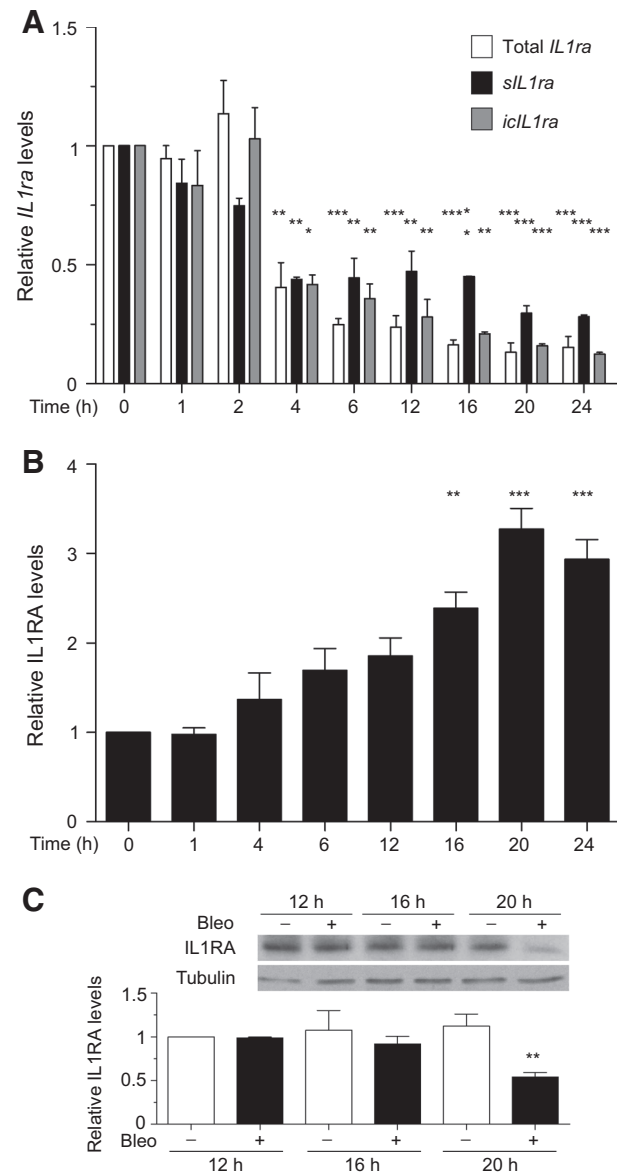 A
1.5
1
0.5
0
Relative IL1ra levels
Total IL1ra
sIL1ra
icIL1ra
** ** *
*** ** **
*** ** **
*** * * **
*** *** ***
*** *** ***
Time (h) 0 1 2 4 6 12 16 20 24
B
4
3
2
1
0
Relative IL1RA levels
** *** ***
Time (h) 0 1 4 6 12 16 20 24
C
12 h 16 h 20 h
Bleo – + – + – +
IL1RA
Tubulin
1.5
1
0.5
0
Relative IL1RA levels
**
Bleo – + – + – +
12 h 16 h 20 h